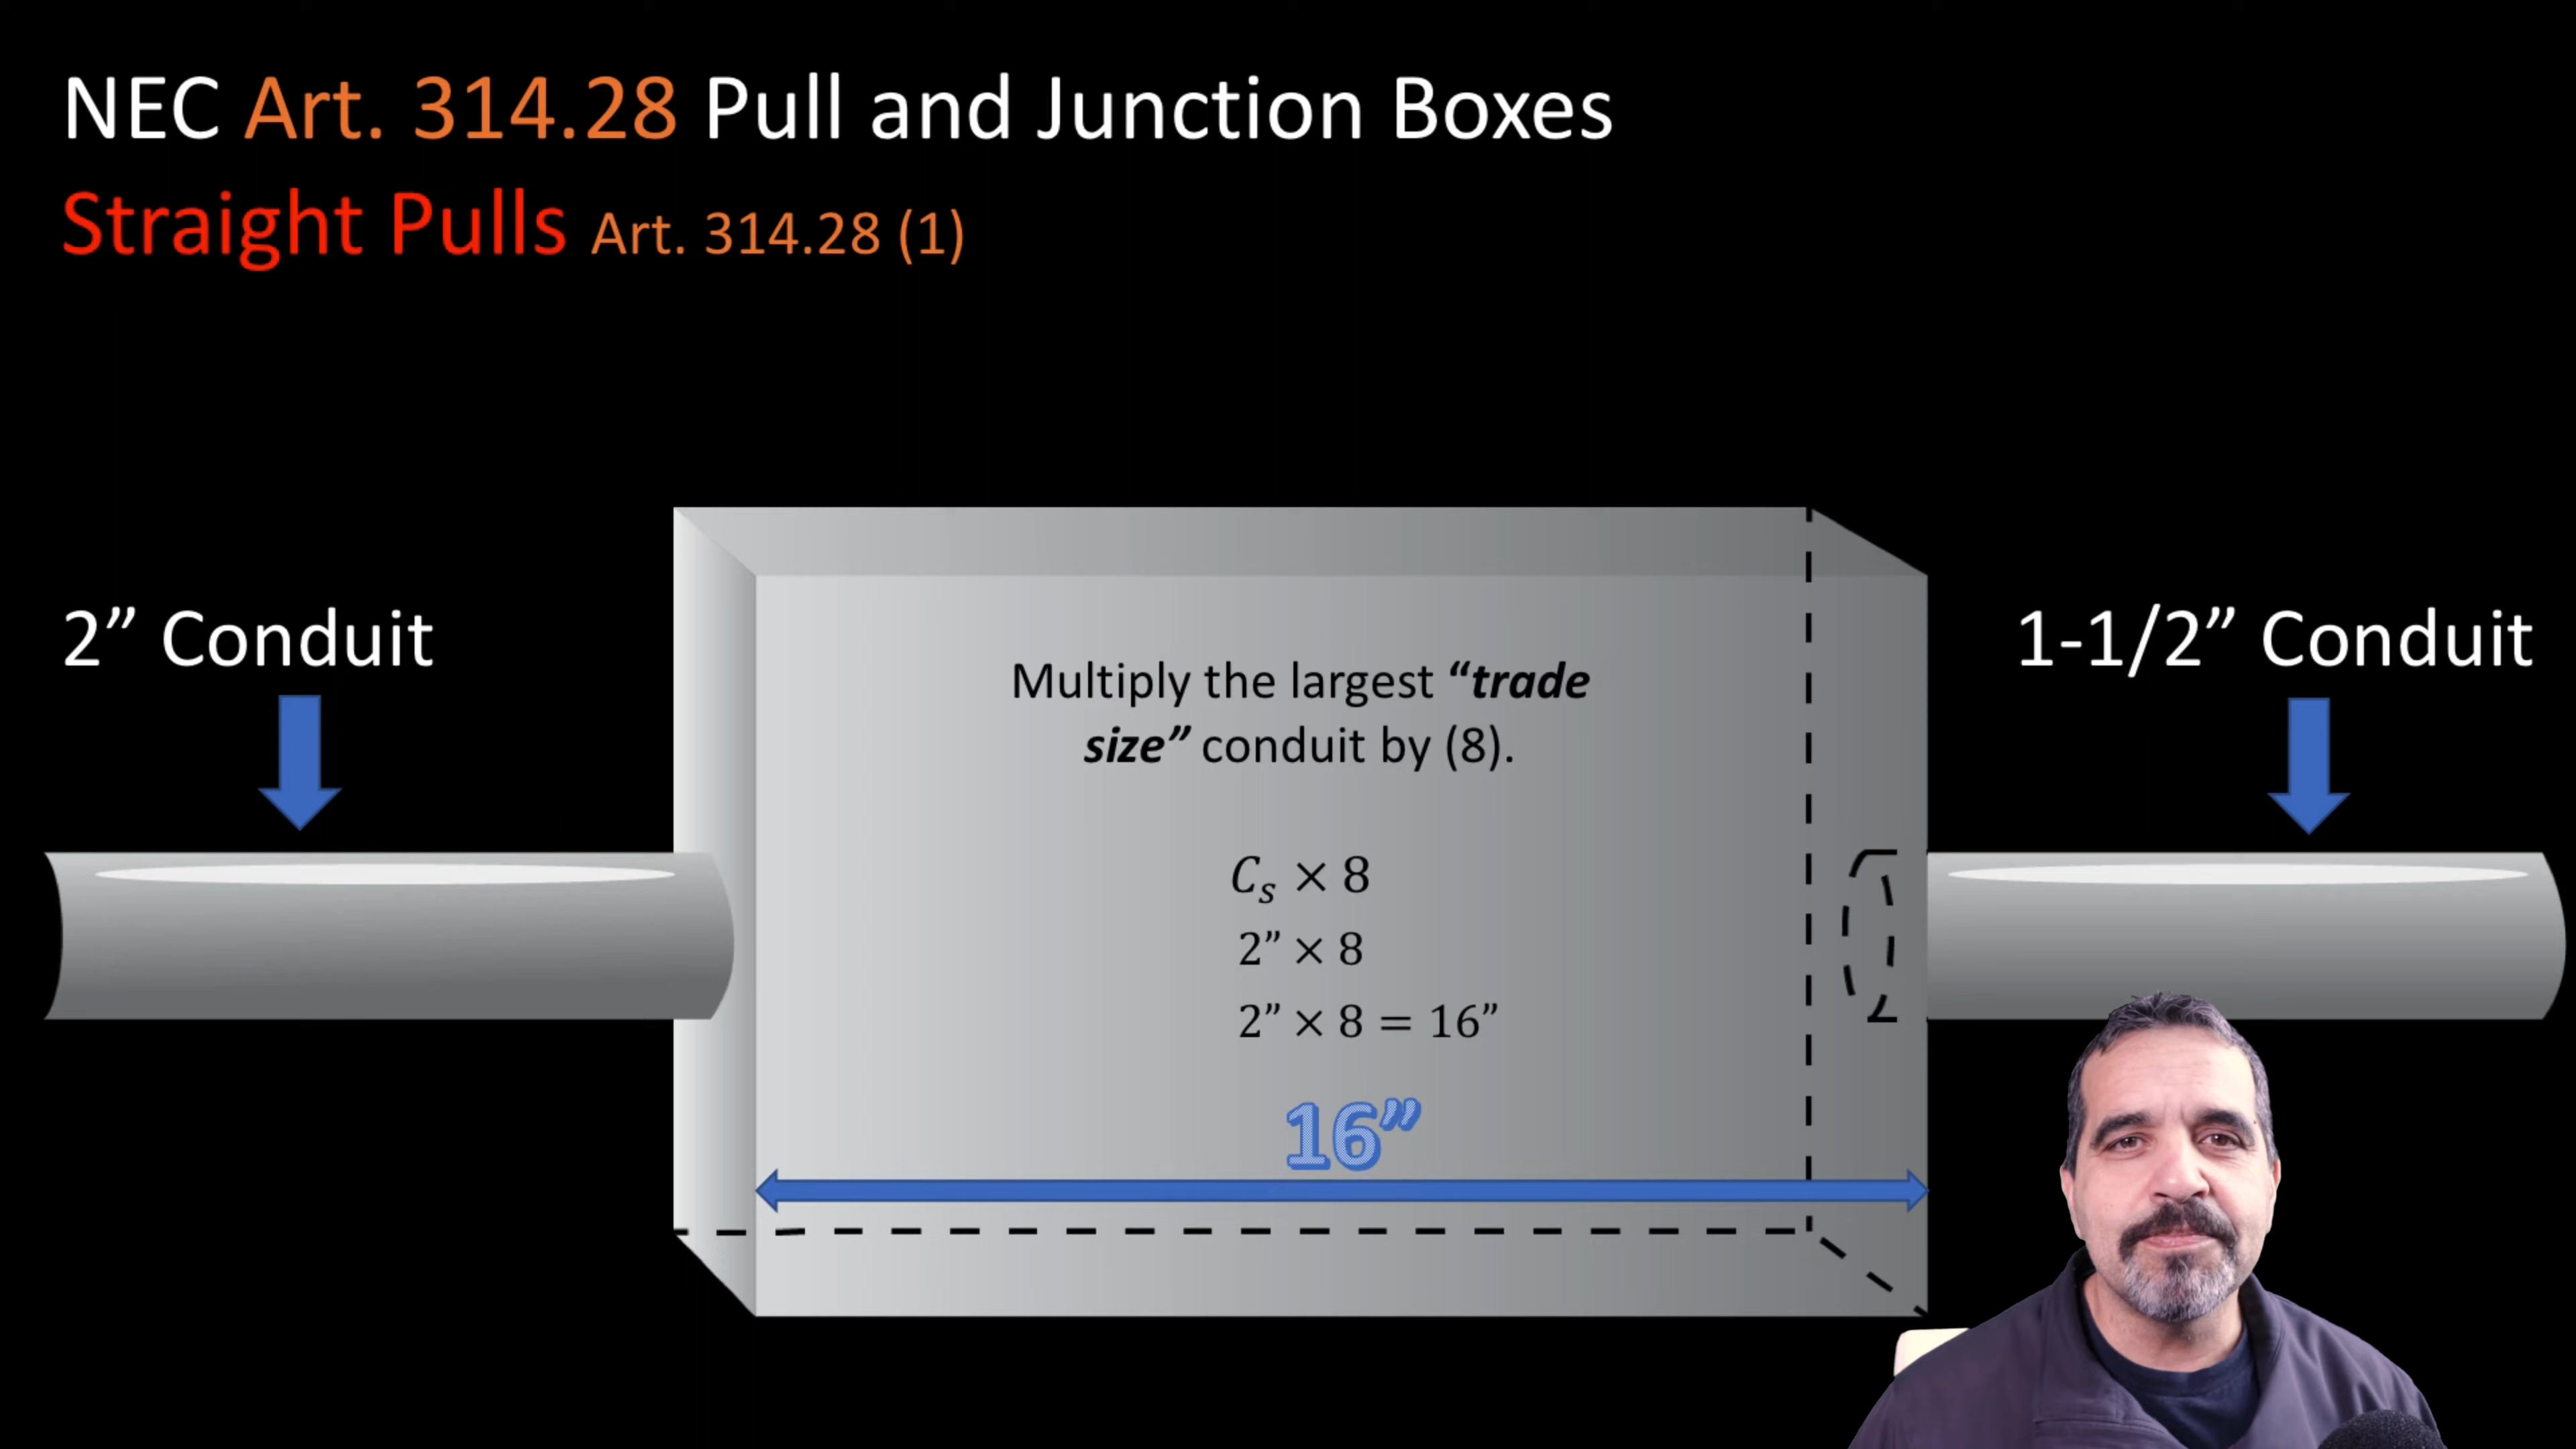 NEC Art. 314.28 Pull and Junction Boxes
Straight Pulls Art. 314.28 (1)
2” Conduit
1-1/2” Conduit
Multiply the largest “trade
size” conduit by (8).
Cₛ × 8
2” × 8
2” × 8 = 16”
16”